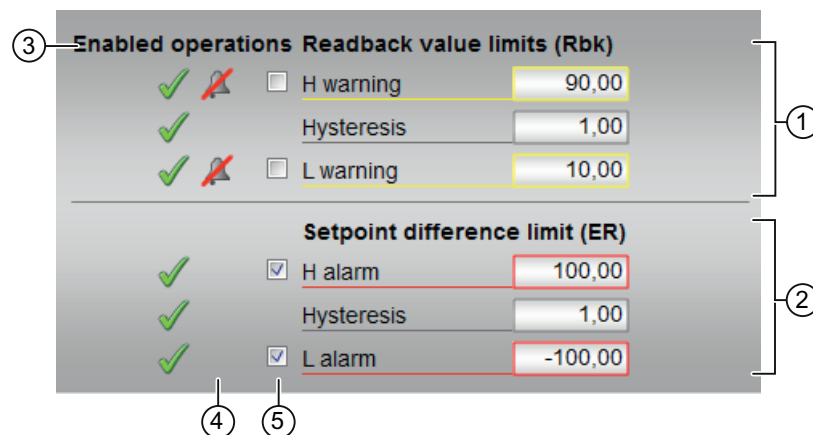 ③ Enabled operations Readback value limits (Rbk)
H warning 90,00
①
Hysteresis 1,00
L warning 10,00
Setpoint difference limit (ER)
H alarm 100,00
②
Hysteresis 1,00
L alarm -100,00
④ ⑤